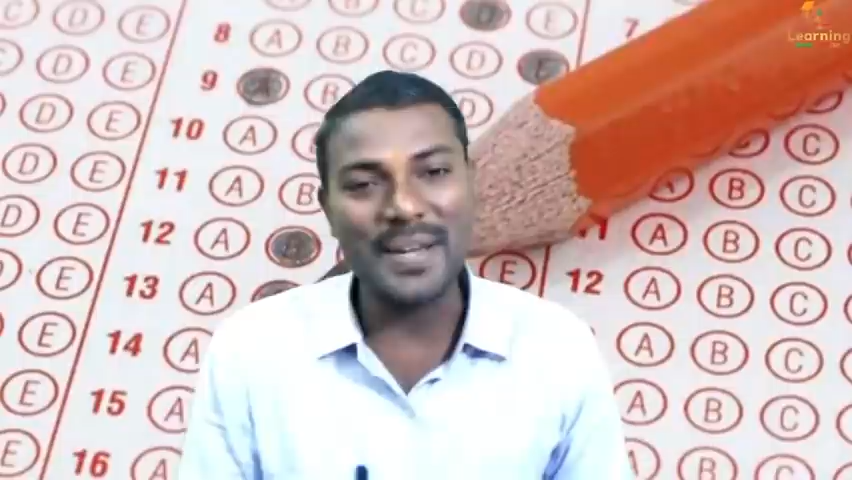 D E
D E
C
D E
8 A B C D E
7
Learning
D E
9 A B D
D E
10 A
C
D E
11 A B
A B C
E
12 A B E
11 A B C
E
13 A
12 A B C
E
14 A
A B C
E
15 A
A B C
16 A
A B C